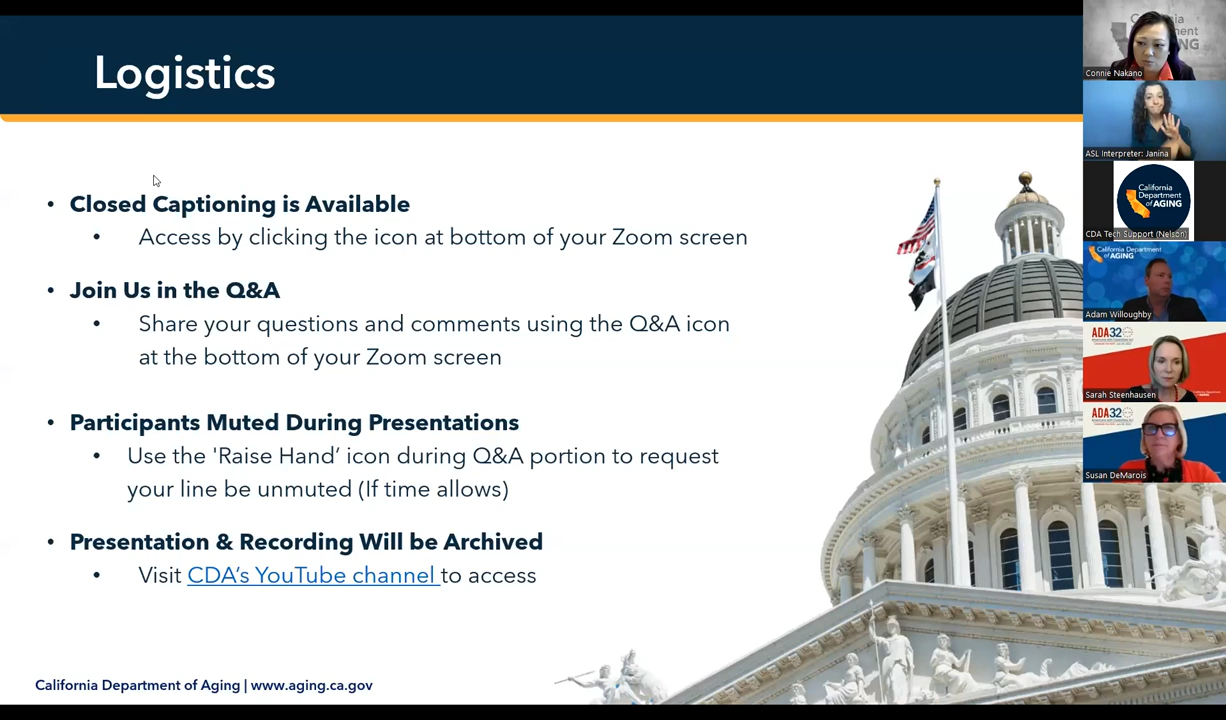 Logistics
• Closed Captioning is Available
• Access by clicking the icon at bottom of your Zoom screen
• Join Us in the Q&A
• Share your questions and comments using the Q&A icon
at the bottom of your Zoom screen
• Participants Muted During Presentations
• Use the 'Raise Hand’ icon during Q&A portion to request
your line be unmuted (If time allows)
• Presentation & Recording Will be Archived
• Visit CDA’s YouTube channel to access
California Department of Aging | www.aging.ca.gov
Connie Nakano
ASL Interpreter: Janina
California
Department
of AGING
CDA Tech Support (Nelson)
California Department
of AGING
Adam Willoughby
ADA32
Sarah Steenhausen
ADA32
Susan DeMarois